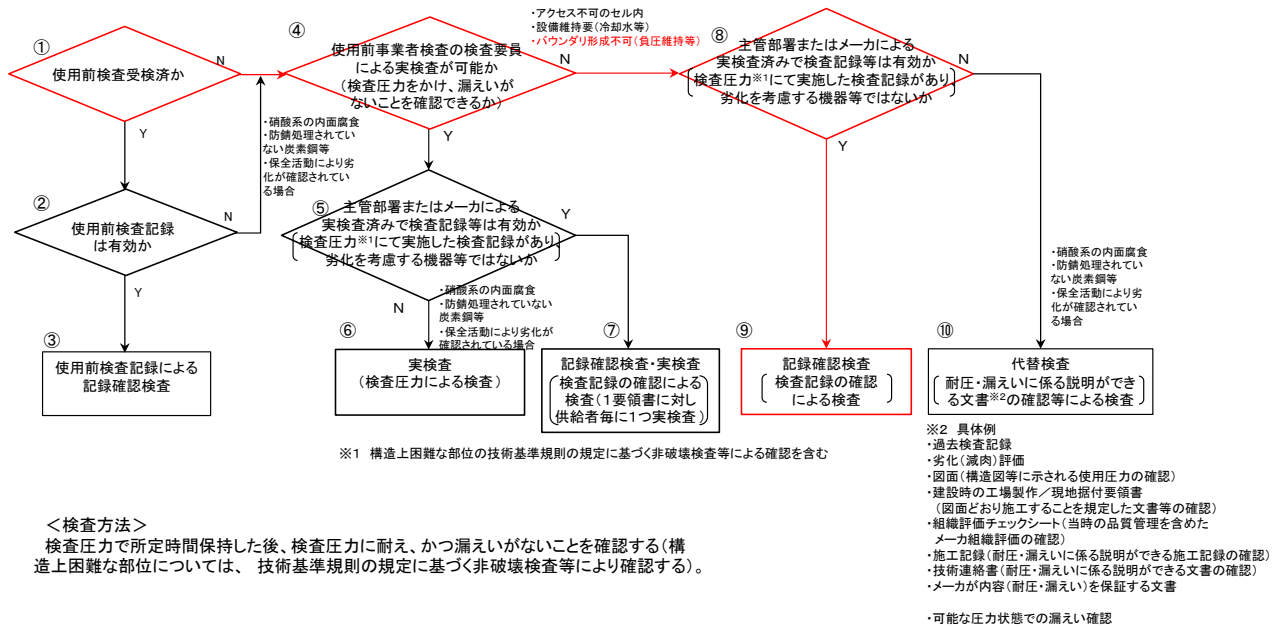 ①
使用前検査受検済か
N
Y
②
使用前検査記録
は有効か
N
Y
・硝酸系の内面腐食
・防錆処理されてい
ない炭素鋼等
・保全活動により劣
化が確認されてい
る場合
③
使用前検査記録による
記録確認検査
④
使用前事業者検査の検査要員
による実検査が可能か
(検査圧力をかけ、漏えいが
ないことを確認できるか)
N
Y
・アクセス不可のセル内
・設備維持要(冷却水等)
・バウンダリ形成不可(負圧維持等)
⑤
主管部署またはメーカによる
実検査済みで検査記録等は有効か
検査圧力※1にて実施した検査記録があり、
劣化を考慮する機器等ではないか
Y
N
・硝酸系の内面腐食
・防錆処理されていない
炭素鋼等
・保全活動により劣化が
確認されている場合
⑥
実検査
(検査圧力による検査)
⑦
記録確認検査・実検査
検査記録の確認による
検査(1要領書に対し
供給者毎に1つ実検査)
⑧
主管部署またはメーカによる
実検査済みで検査記録等は有効か
検査圧力※1にて実施した検査記録があり
劣化を考慮する機器等ではないか
N
Y
・硝酸系の内面腐食
・防錆処理されてい
ない炭素鋼等
・保全活動により劣
化が確認されてい
る場合
⑨
記録確認検査
検査記録の確認
による検査
⑩
代替検査
耐圧・漏えいに係る説明ができ
る文書※2の確認等による検査
※1 構造上困難な部位の技術基準規則の規定に基づく非破壊検査等による確認を含む
※2 具体例
・過去検査記録
・劣化(減肉)評価
・図面(構造図等に示される使用圧力の確認)
・建設時の工場製作/現地据付要領書
(図面どおり施工することを規定した文書等の確認)
・組織評価チェックシート(当時の品質管理を含めた
メーカ組織評価の確認)
・施工記録(耐圧・漏えいに係る説明ができる施工記録の確認)
・技術連絡書(耐圧・漏えいに係る説明ができる文書の確認)
・メーカが内容(耐圧・漏えい)を保証する文書
・可能な圧力状態での漏えい確認
<検査方法>
検査圧力で所定時間保持した後、検査圧力に耐え、かつ漏えいがないことを確認する(構
造上困難な部位については、 技術基準規則の規定に基づく非破壊検査等により確認する)。